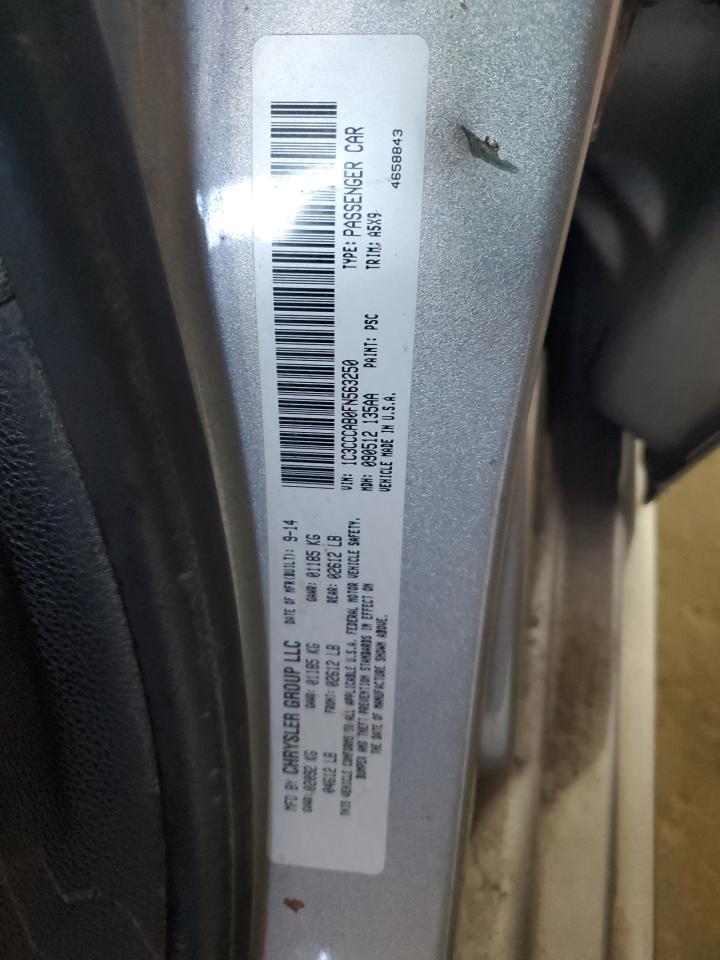 MFD BY CHRYSLER GROUP LLC DATE OF MFR(BUILT): 9-14
GVWR:02092 KG GAWR: 01185 KG GAWR: 01185 KG
04612 LB FRONT: 02612 LB REAR: 02612 LB
THIS VEHICLE CONFORMS TO ALL APPLICABLE U.S.A. FEDERAL MOTOR VEHICLE SAFETY,
BUMPER AND THEFT PREVENTION STANDARDS IN EFFECT ON
THE DATE OF MANUFACTURE SHOWN ABOVE.
VIN: 1C3CCCAB0FN563250 TYPE: PASSENGER CAR
MDH: 090512 135AA PAINT: PSC TRIM: A5X9
VEHICLE MADE IN U.S.A.
4658843